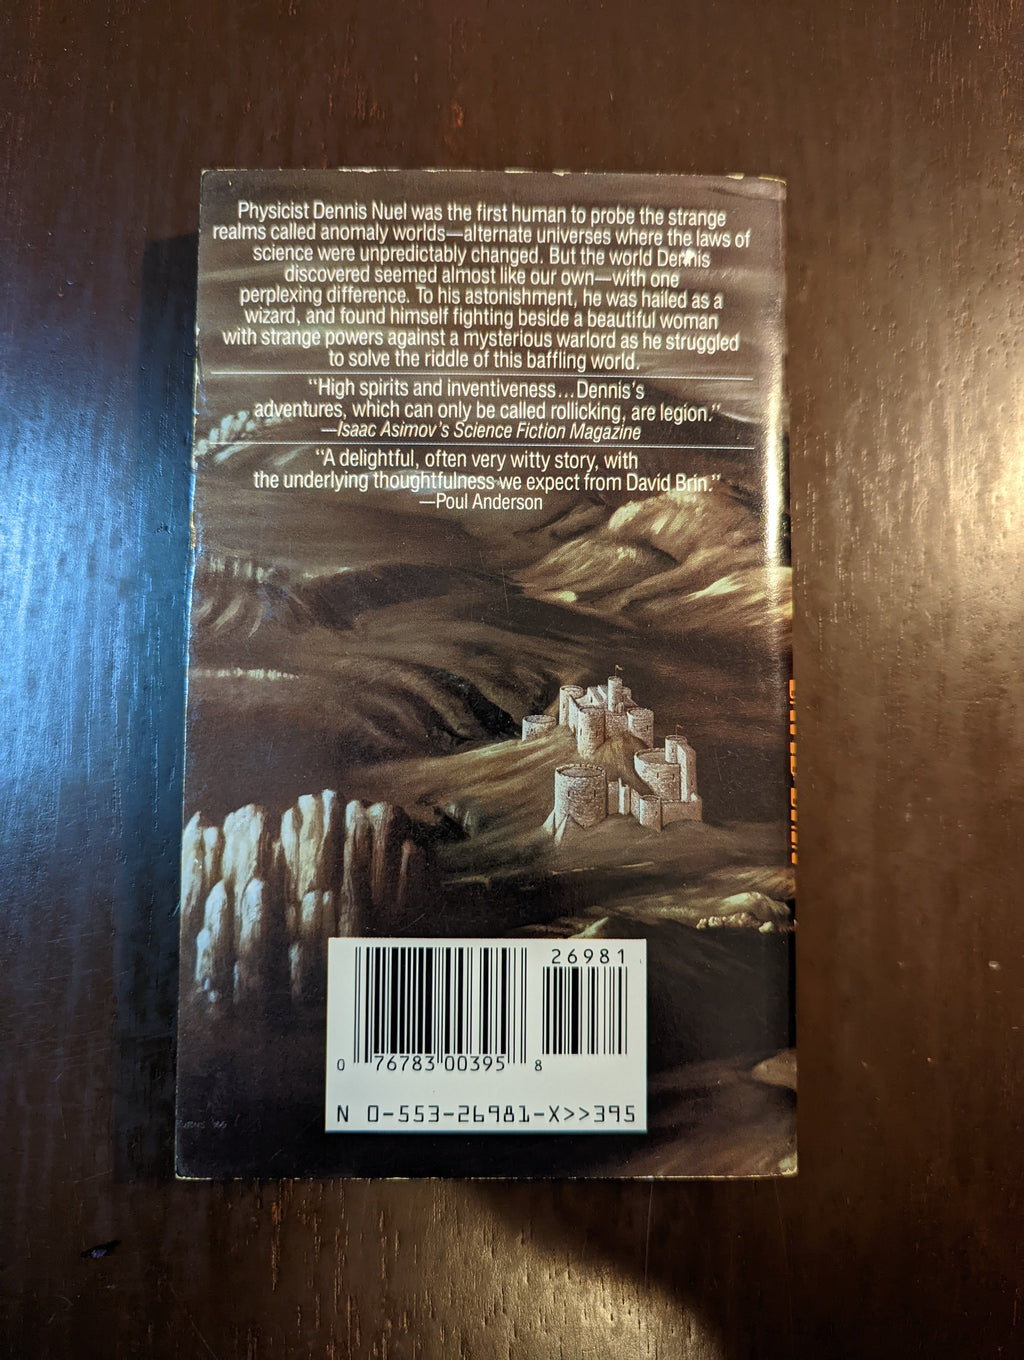 Physicist Dennis Nuel was the first human to probe the strange
realms called anomaly worlds—alternate universes where the laws of
science were unpredictably changed. But the world Dennis
discovered seemed almost like our own—with one
perplexing difference. To his astonishment, he was hailed as a
wizard, and found himself fighting beside a beautiful woman
with strange powers against a mysterious warlord as he struggled
to solve the riddle of this baffling world.
"High spirits and inventiveness...Dennis's
adventures, which can only be called rollicking, are legion."
—Isaac Asimov's Science Fiction Magazine
"A delightful, often very witty story, with
the underlying thoughtfulness we expect from David Brin."
—Poul Anderson
26981
0 76783 00395 8
N 0-553-26981-X>>395